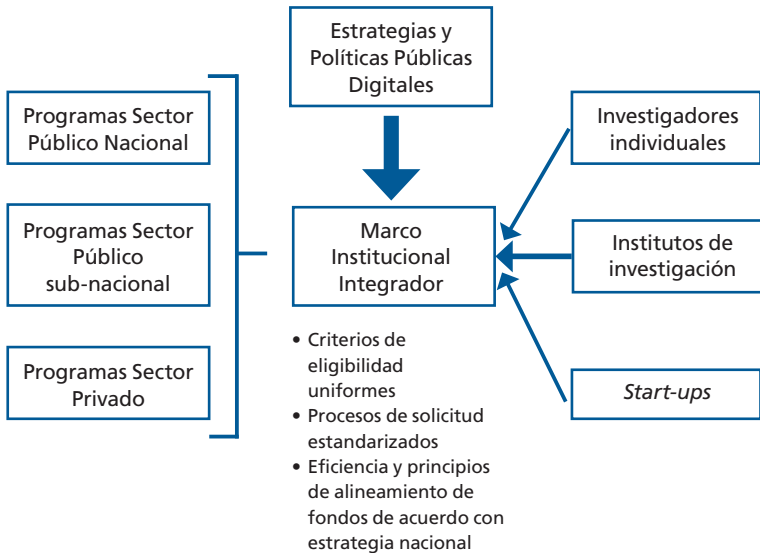 Estrategias y
Políticas Públicas
Digitales
Programas Sector
Público Nacional
Programas Sector
Público
sub-nacional
Programas Sector
Privado
Marco
Institucional
Integrador
• Criterios de
eligibilidad
uniformes
• Procesos de solicitud
estandarizados
• Eficiencia y principios
de alineamiento de
fondos de acuerdo con
estrategia nacional
Investigadores
individuales
Institutos de
investigación
Start-ups